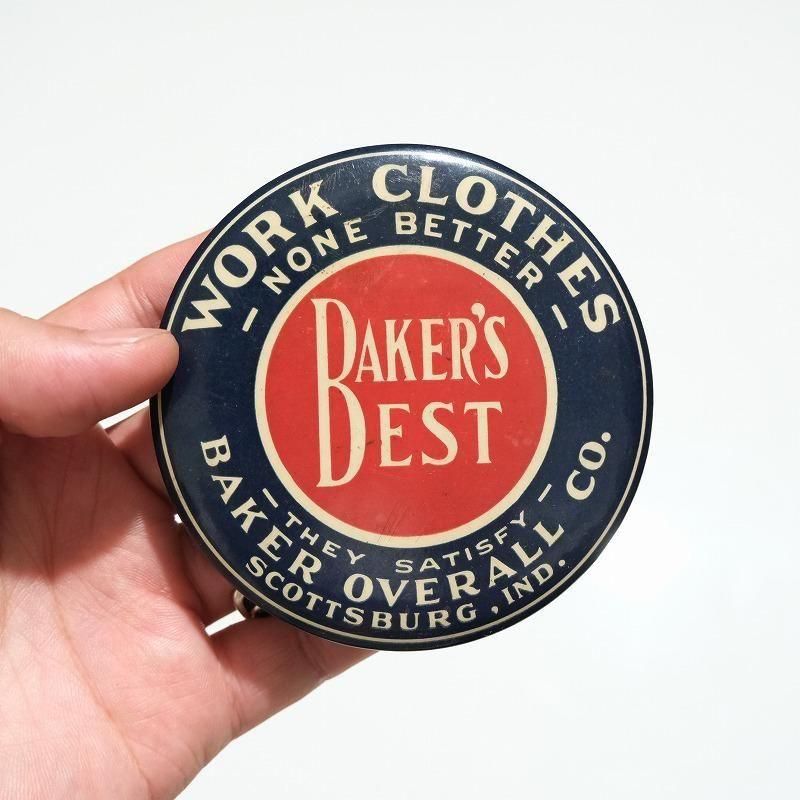 WORK CLOTHES
- NONE BETTER -
BAKER'S
BEST
- THEY SATISFY -
BAKER OVERALL CO.
SCOTTSBURG, IND.